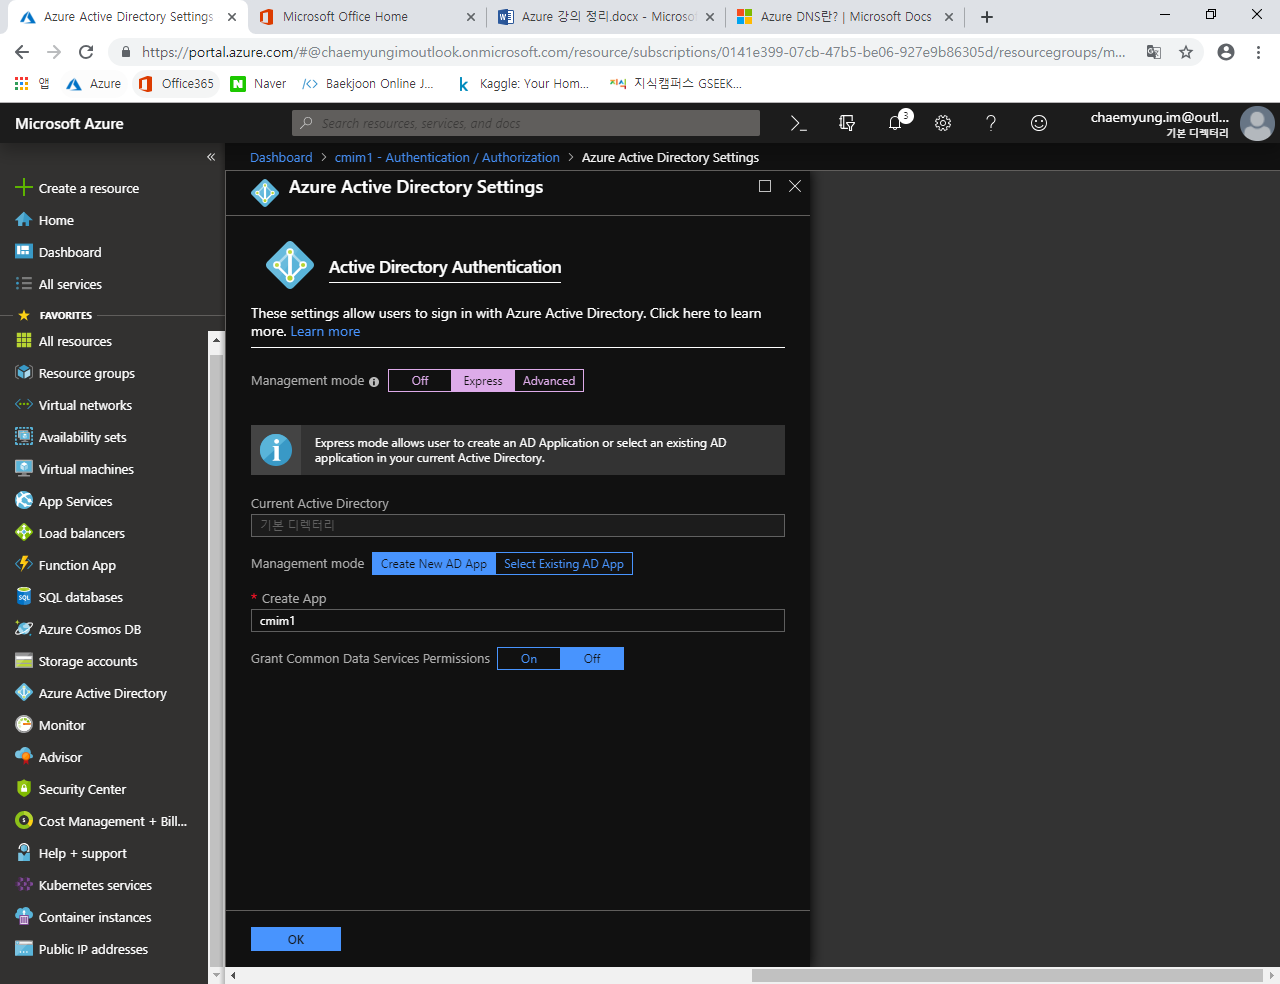 Azure Active Directory Settings
Microsoft Office Home
Azure 강의 정리.docx - Microso
Azure DNS란? | Microsoft Docs
https://portal.azure.com/#@chaemyungimoutlook.onmicrosoft.com/resource/subscriptions/0141e399-07cb-47b5-be06-927e9b86305d/resourcegroups/m...
앱
Azure
Office365
Naver
Baekjoon Online J...
Kaggle: Your Hom...
지식캠퍼스 GSEEK...
Microsoft Azure
Search resources, services, and docs
3
chaemyung.im@outl...
기본 디렉터리
Dashboard > cmim1 - Authentication / Authorization > Azure Active Directory Settings
Create a resource
Home
Dashboard
All services
FAVORITES
All resources
Resource groups
Virtual networks
Availability sets
Virtual machines
App Services
Load balancers
Function App
SQL databases
Azure Cosmos DB
Storage accounts
Azure Active Directory
Monitor
Advisor
Security Center
Cost Management + Bill...
Help + support
Kubernetes services
Container instances
Public IP addresses
Azure Active Directory Settings
Active Directory Authentication
These settings allow users to sign in with Azure Active Directory. Click here to learn
more. Learn more
Management mode
Off
Express
Advanced
Express mode allows user to create an AD Application or select an existing AD
application in your current Active Directory.
Current Active Directory
기본 디렉터리
Management mode
Create New AD App
Select Existing AD App
* Create App
cmim1
Grant Common Data Services Permissions
On
Off
OK